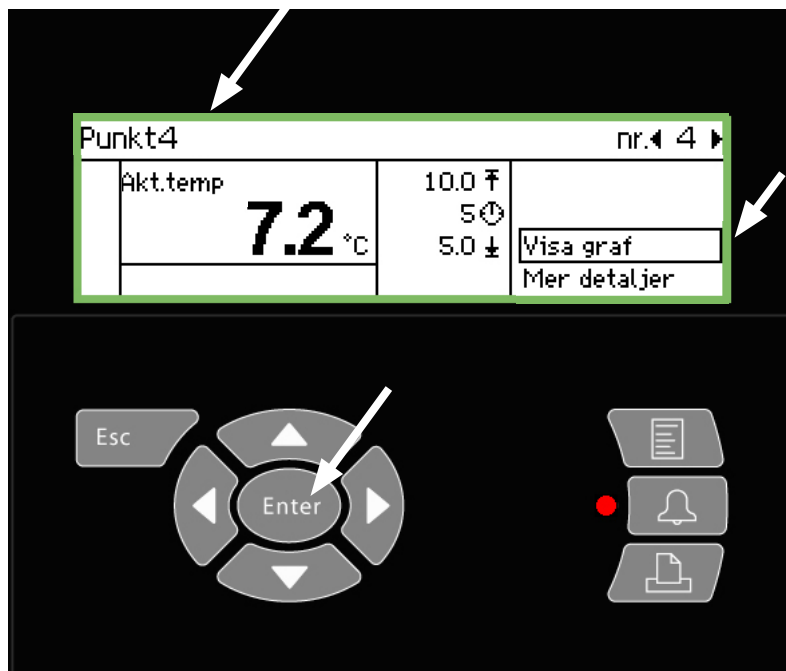 Punkt4 nr. 4
Akt.temp
7.2 °C
10.0
5
5.0
Visa graf
Mer detaljer
Esc
Enter